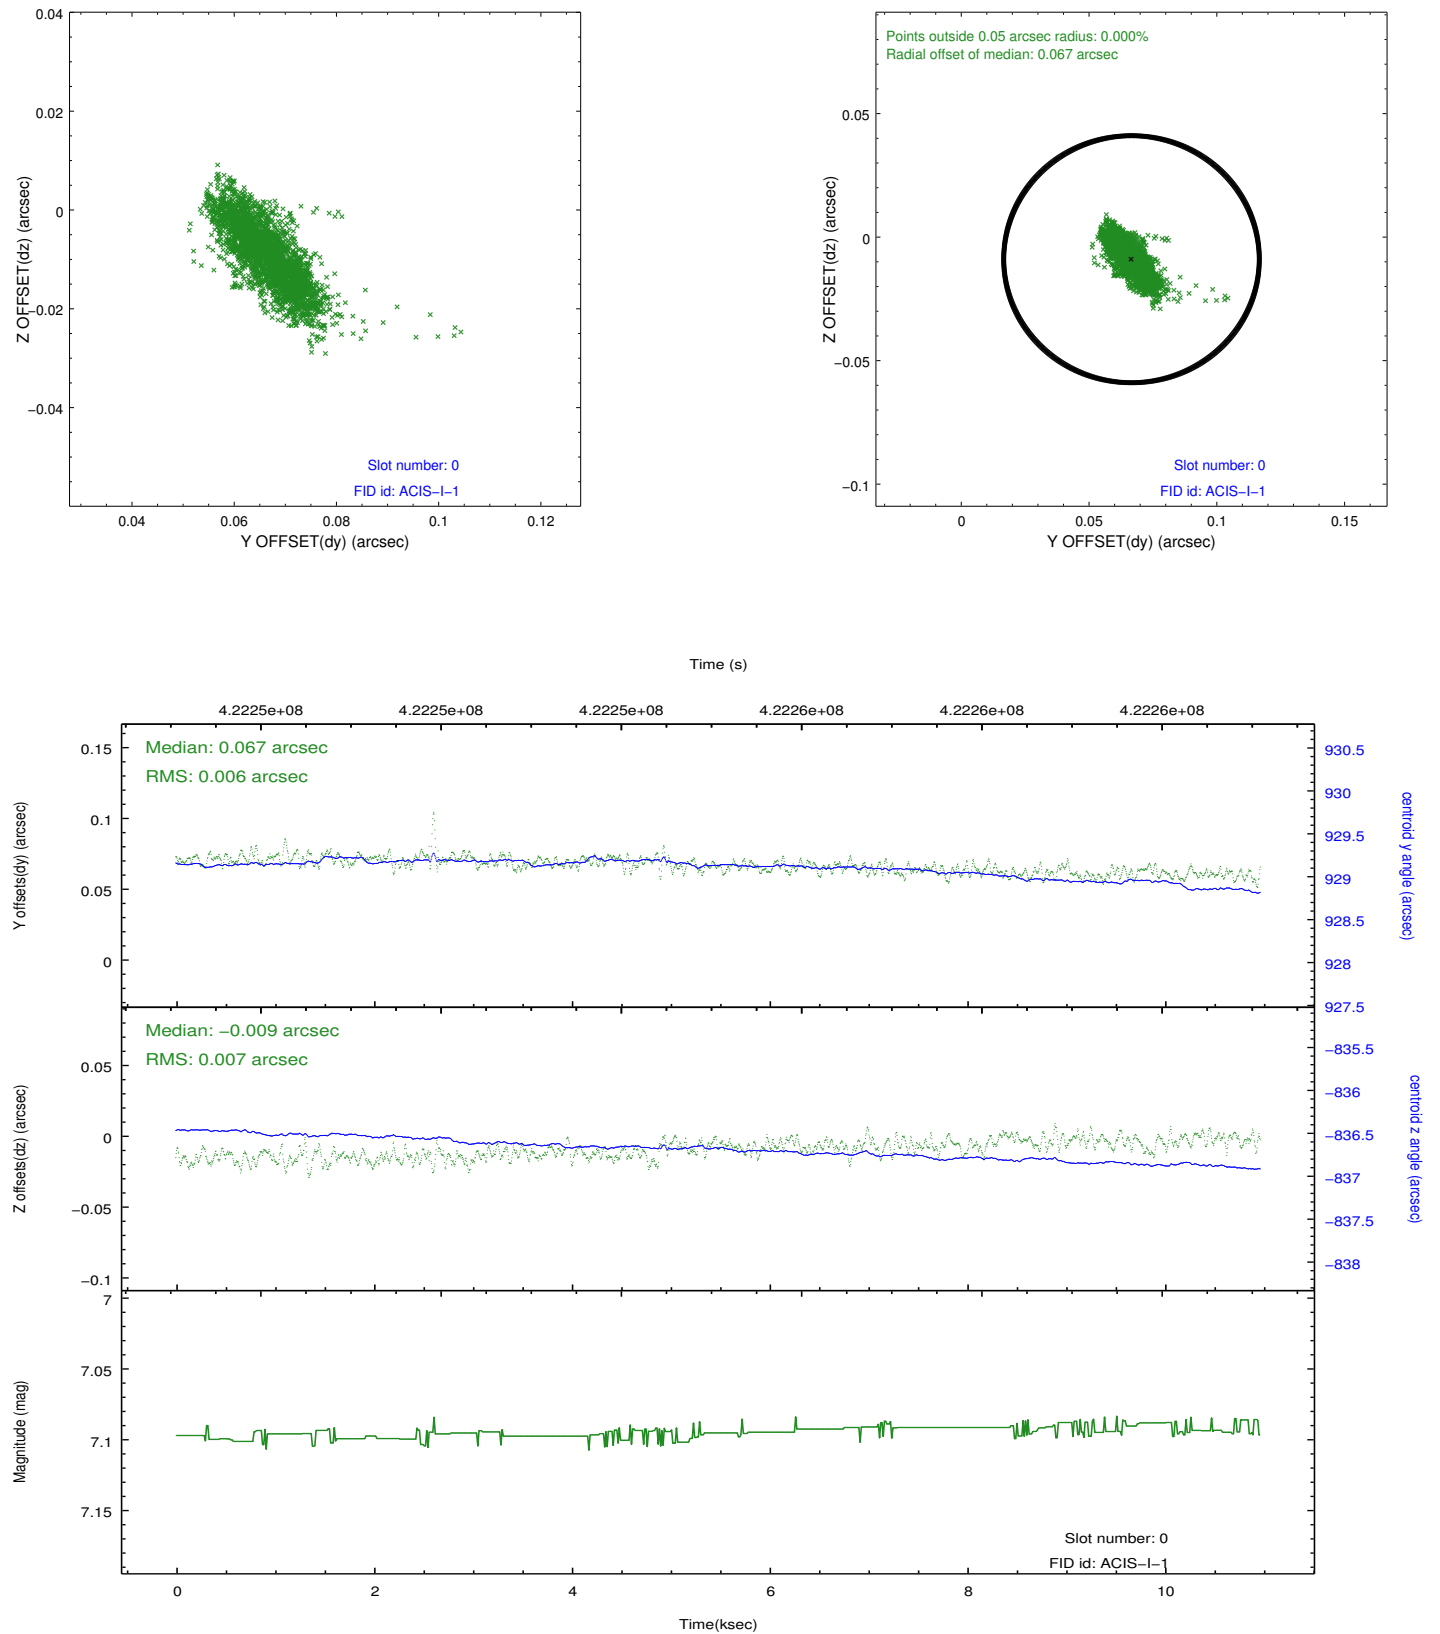 0.04
0.02
0
−0.02
−0.04
Z OFFSET(dz) (arcsec)
Slot number: 0
FID id: ACIS−I−1
0.04 0.06 0.08 0.1 0.12
Y OFFSET(dy) (arcsec)
Points outside 0.05 arcsec radius: 0.000%
Radial offset of median: 0.067 arcsec
0.05
0
−0.05
−0.1
Z OFFSET(dz) (arcsec)
Slot number: 0
FID id: ACIS−I−1
0 0.05 0.1 0.15
Y OFFSET(dy) (arcsec)
Time (s)
4.2225e+08 4.2225e+08 4.2225e+08 4.2226e+08 4.2226e+08 4.2226e+08
Median: 0.067 arcsec
RMS: 0.006 arcsec
0.15
0.1
0.05
0
Y offsets(dy) (arcsec)
930.5
930
929.5
929
928.5
928
927.5
centroid y angle (arcsec)
Median: −0.009 arcsec
RMS: 0.007 arcsec
0.05
0
−0.05
−0.1
Z offsets(dz) (arcsec)
−835.5
−836
−836.5
−837
−837.5
−838
centroid z angle (arcsec)
7
7.05
7.1
7.15
Magnitude (mag)
Slot number: 0
FID id: ACIS−I−1
0 2 4 6 8 10
Time(ksec)